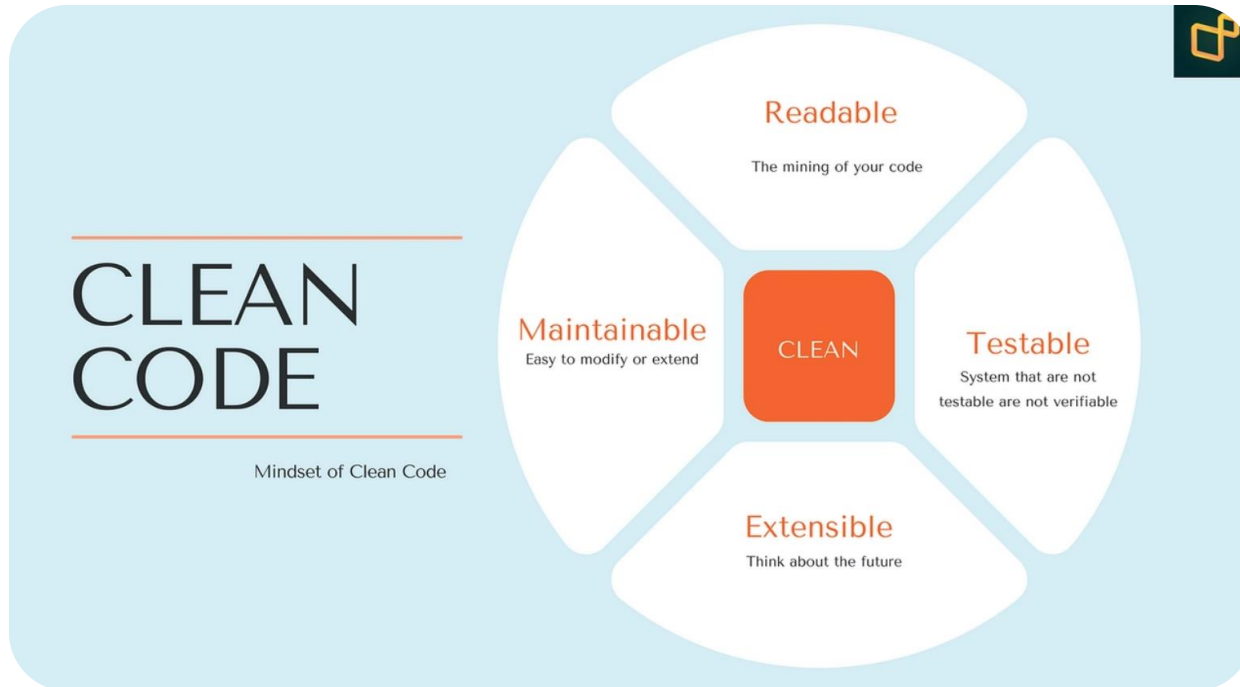 CLEAN
CODE
Mindset of Clean Code
Readable
The mining of your code
Maintainable
Easy to modify or extend
CLEAN
Testable
System that are not
testable are not verifiable
Extensible
Think about the future